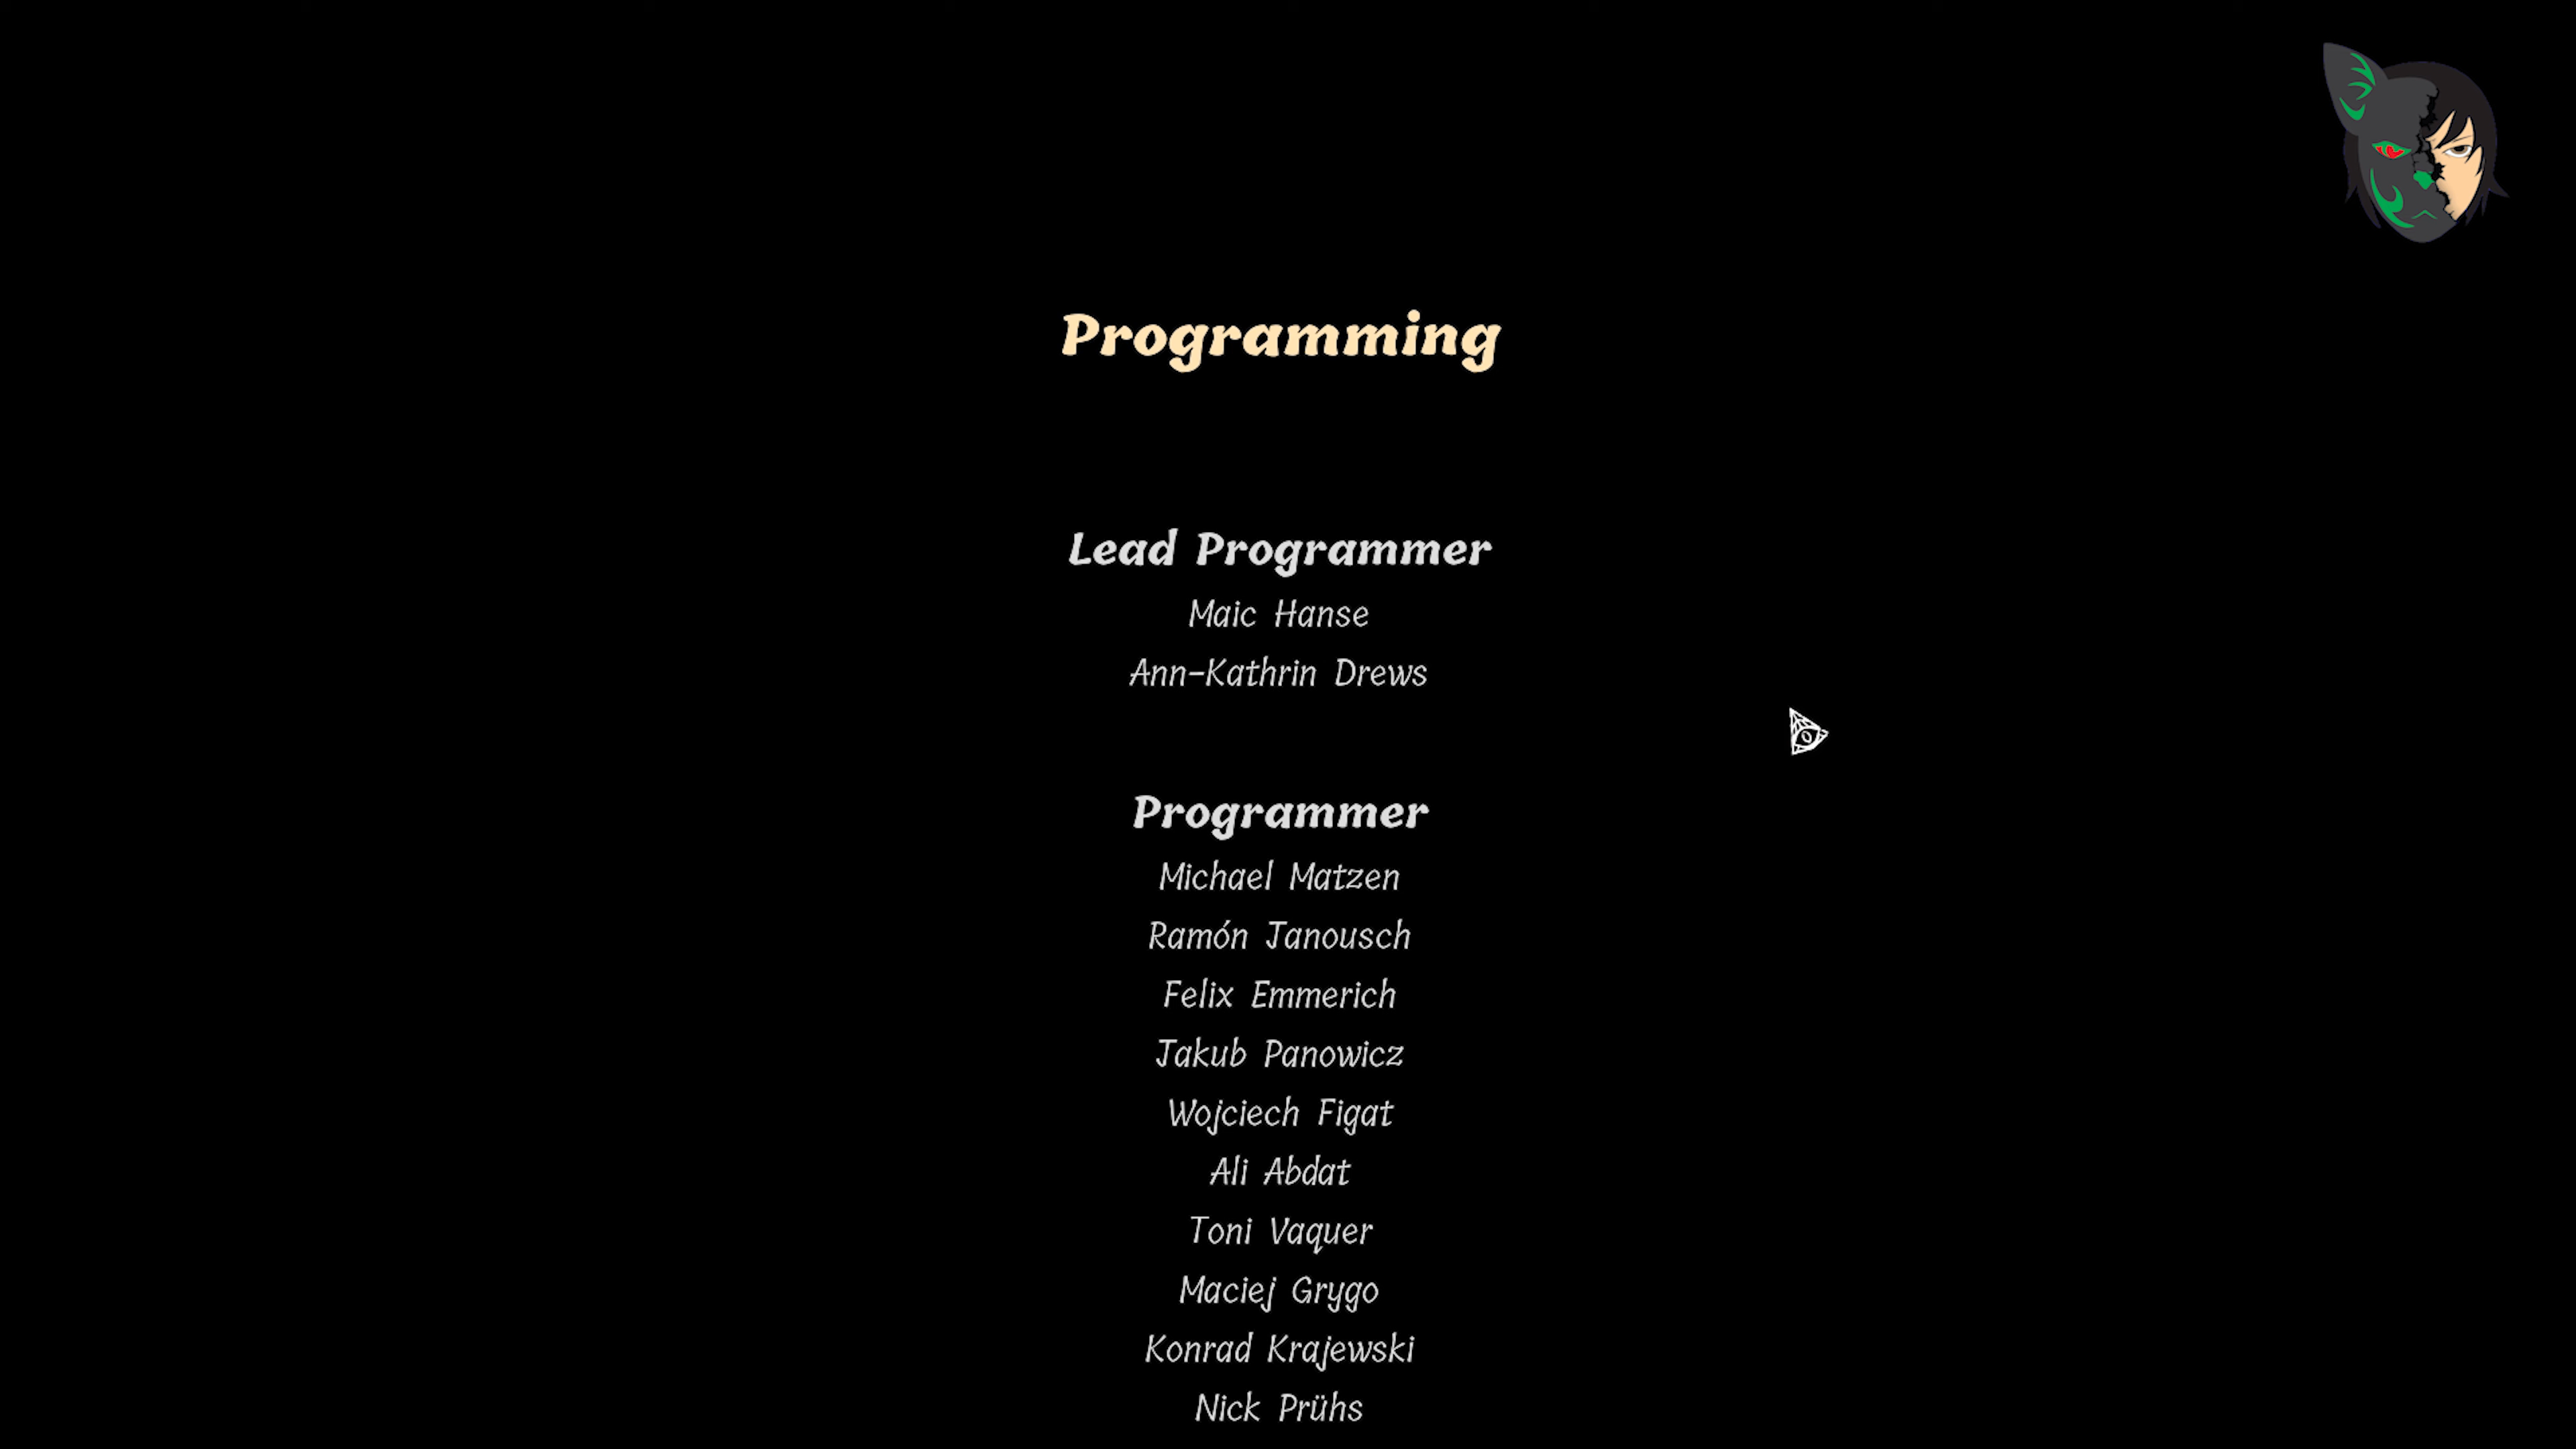 Programming
Lead Programmer
Maic Hanse
Ann-Kathrin Drews
Programmer
Michael Matzen
Ramón Janousch
Felix Emmerich
Jakub Panowicz
Wojciech Figat
Ali Abdat
Toni Vaquer
Maciej Grygo
Konrad Krajewski
Nick Prühs